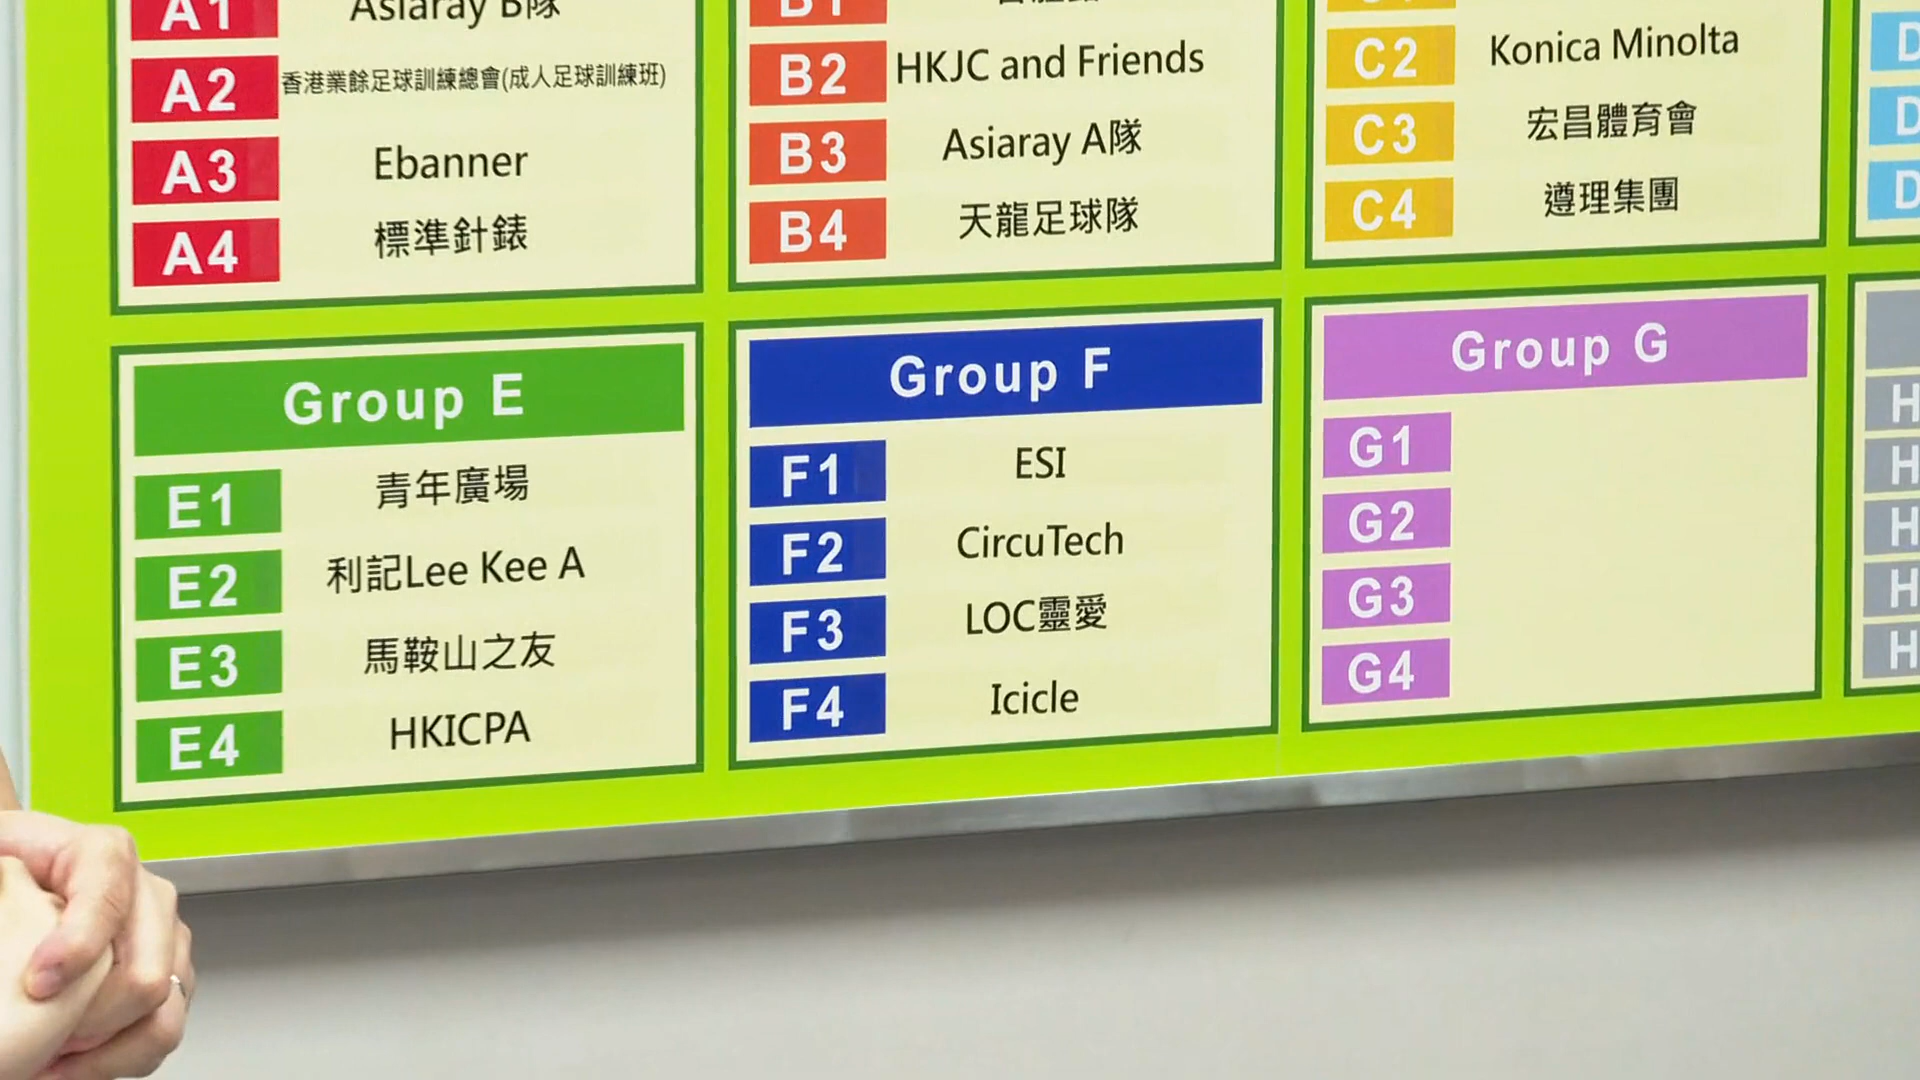 A1 Asiaray B隊
A2 香港業餘足球訓練總會(成人足球訓練班)
A3 Ebanner
A4 標準針錶
B1
B2 HKJC and Friends
B3 Asiaray A隊
B4 天龍足球隊
C2 Konica Minolta
C3 宏昌體育會
C4 遵理集團
D
D
D
Group E
E1 青年廣場
E2 利記Lee Kee A
E3 馬鞍山之友
E4 HKICPA
Group F
F1 ESI
F2 CircuTech
F3 LOC靈愛
F4 Icicle
Group G
G1
G2
G3
G4
H
H
H
H
H